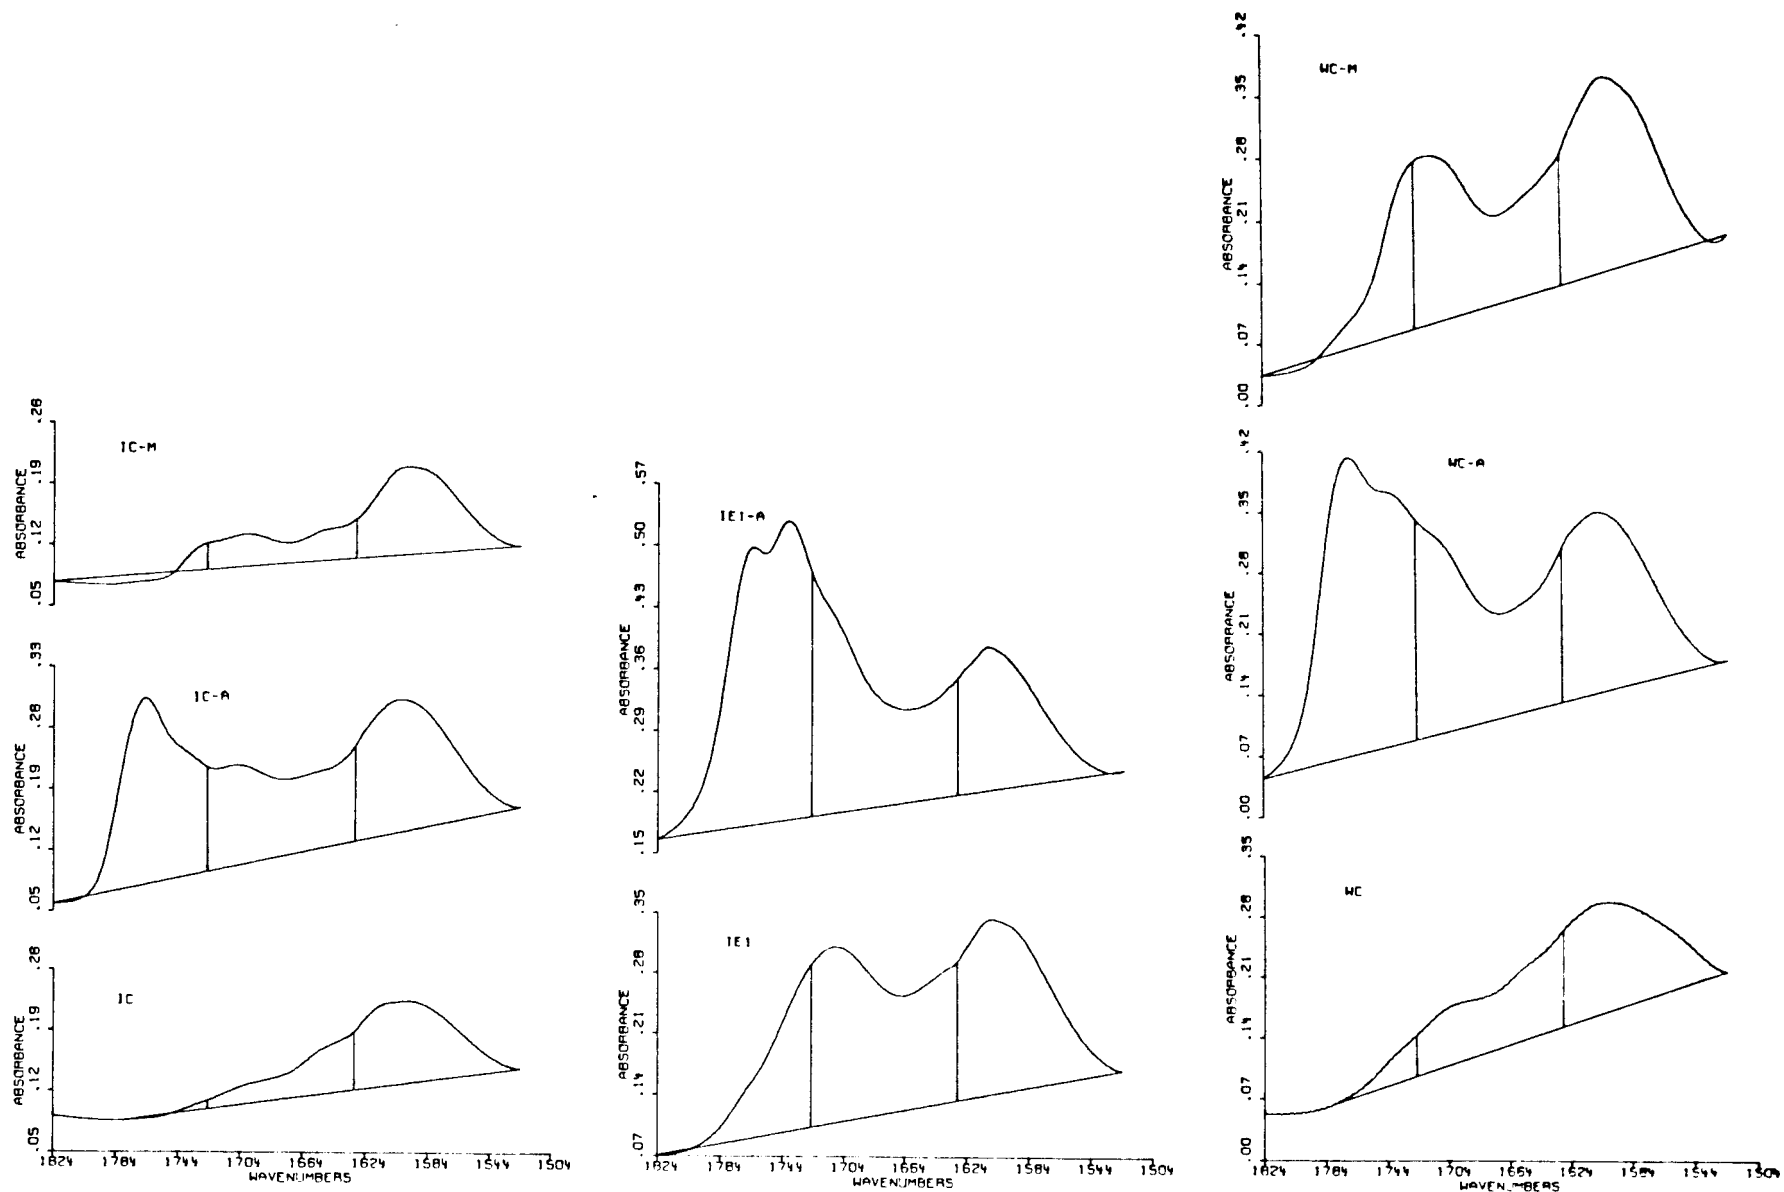 IC-M
ABSORBANCE
.05 .12 .19 .26
IC-A
ABSORBANCE
.05 .12 .19 .26 .33
IC
ABSORBANCE
.05 .12 .19 .26
1824 1784 1744 1704 1664 1624 1584 1544 1504
WAVENUMBERS
IE1-A
ABSORBANCE
.15 .22 .29 .36 .43 .50 .57
IE1
ABSORBANCE
.07 .14 .21 .28 .35
1824 1784 1744 1704 1664 1624 1584 1544 1504
WAVENUMBERS
WC-M
ABSORBANCE
.00 .07 .14 .21 .28 .35 .42
WC-A
ABSORBANCE
.00 .07 .14 .21 .28 .35 .42
WC
ABSORBANCE
.00 .07 .14 .21 .28 .35
1824 1784 1744 1704 1664 1624 1584 1544 1504
WAVENUMBERS